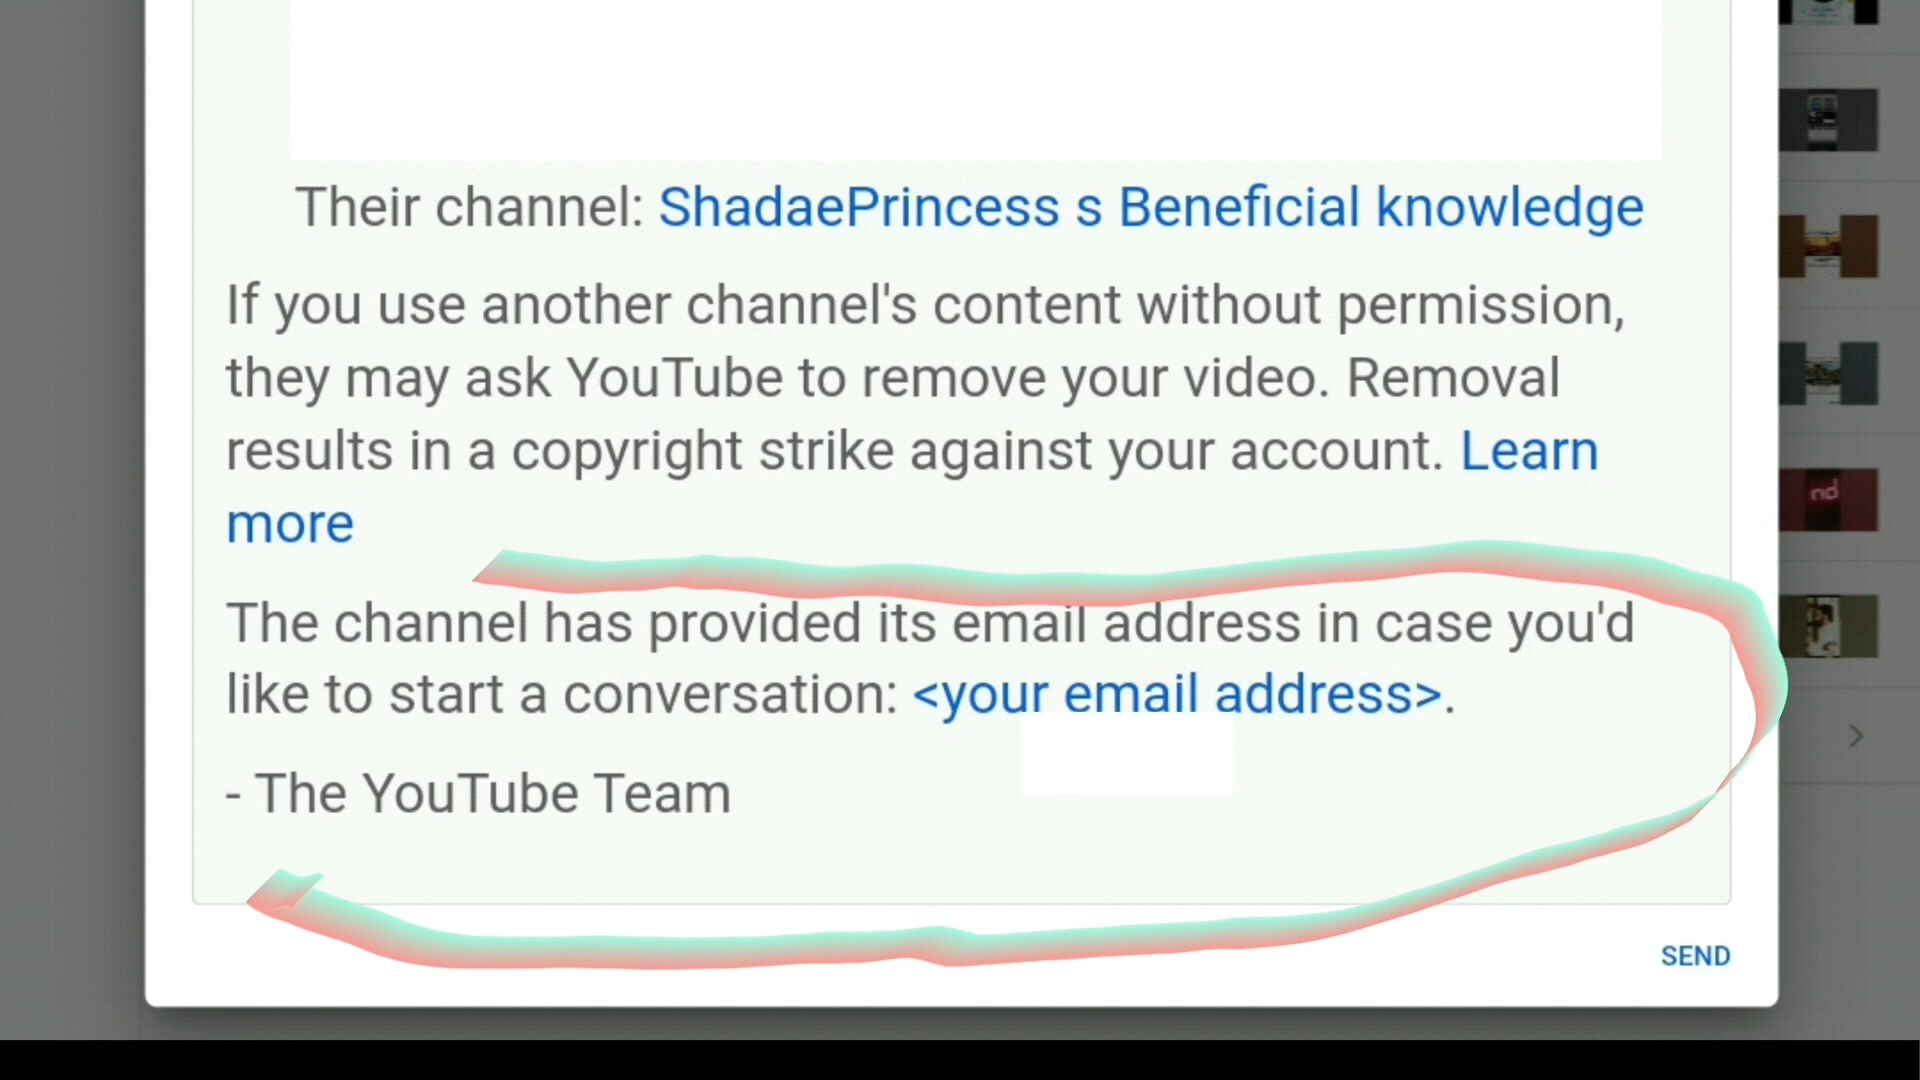 Their channel: ShadaePrincess s Beneficial knowledge
If you use another channel's content without permission,
they may ask YouTube to remove your video. Removal
results in a copyright strike against your account. Learn
more
The channel has provided its email address in case you'd
like to start a conversation: <your email address>.
- The YouTube Team
SEND
nd